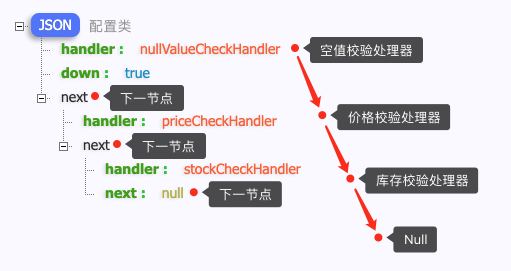 JSON 配置类
handler : nullValueCheckHandler 空值校验处理器
down : true
next 下一节点
handler : priceCheckHandler 价格校验处理器
next 下一节点
handler : stockCheckHandler 库存校验处理器
next : null 下一节点
Null